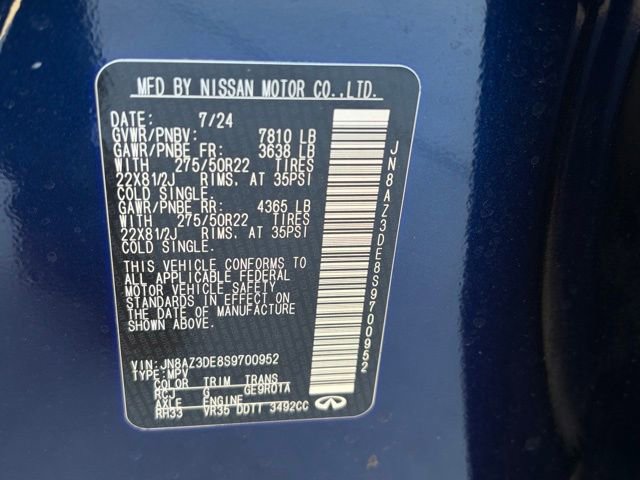 MFD BY NISSAN MOTOR CO.,LTD.
DATE: 7/24
GVWR/PNBV: 7810 LB
GAWR/PNBE FR: 3638 LB
WITH 275/50R22 TIRES
22X81/2J RIMS. AT 35PSI
COLD SINGLE.
GAWR/PNBE RR: 4365 LB
WITH 275/50R22 TIRES
22X81/2J RIMS. AT 35PSI
COLD SINGLE.
THIS VEHICLE CONFORMS TO
ALL APPLICABLE FEDERAL
MOTOR VEHICLE SAFETY
STANDARDS IN EFFECT ON
THE DATE OF MANUFACTURE
SHOWN ABOVE.
VIN: JN8AZ3DE8S9700952
TYPE: MPV
COLOR TRIM TRANS
RCJ G GE9R01A
AXLE ENGINE
RH33 VR35 DDTT 3492CC
INFINITI
JN8AZ3DE8S9700952